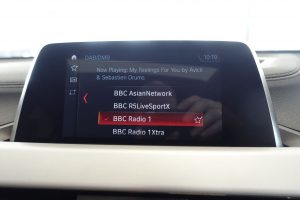 DAB/DMB 10:19
Now Playing: My Feelings For You by Avicii
& Sebastien Drums
BBC AsianNetwork
BBC R5LiveSportX
BBC Radio 1
BBC Radio 1Xtra